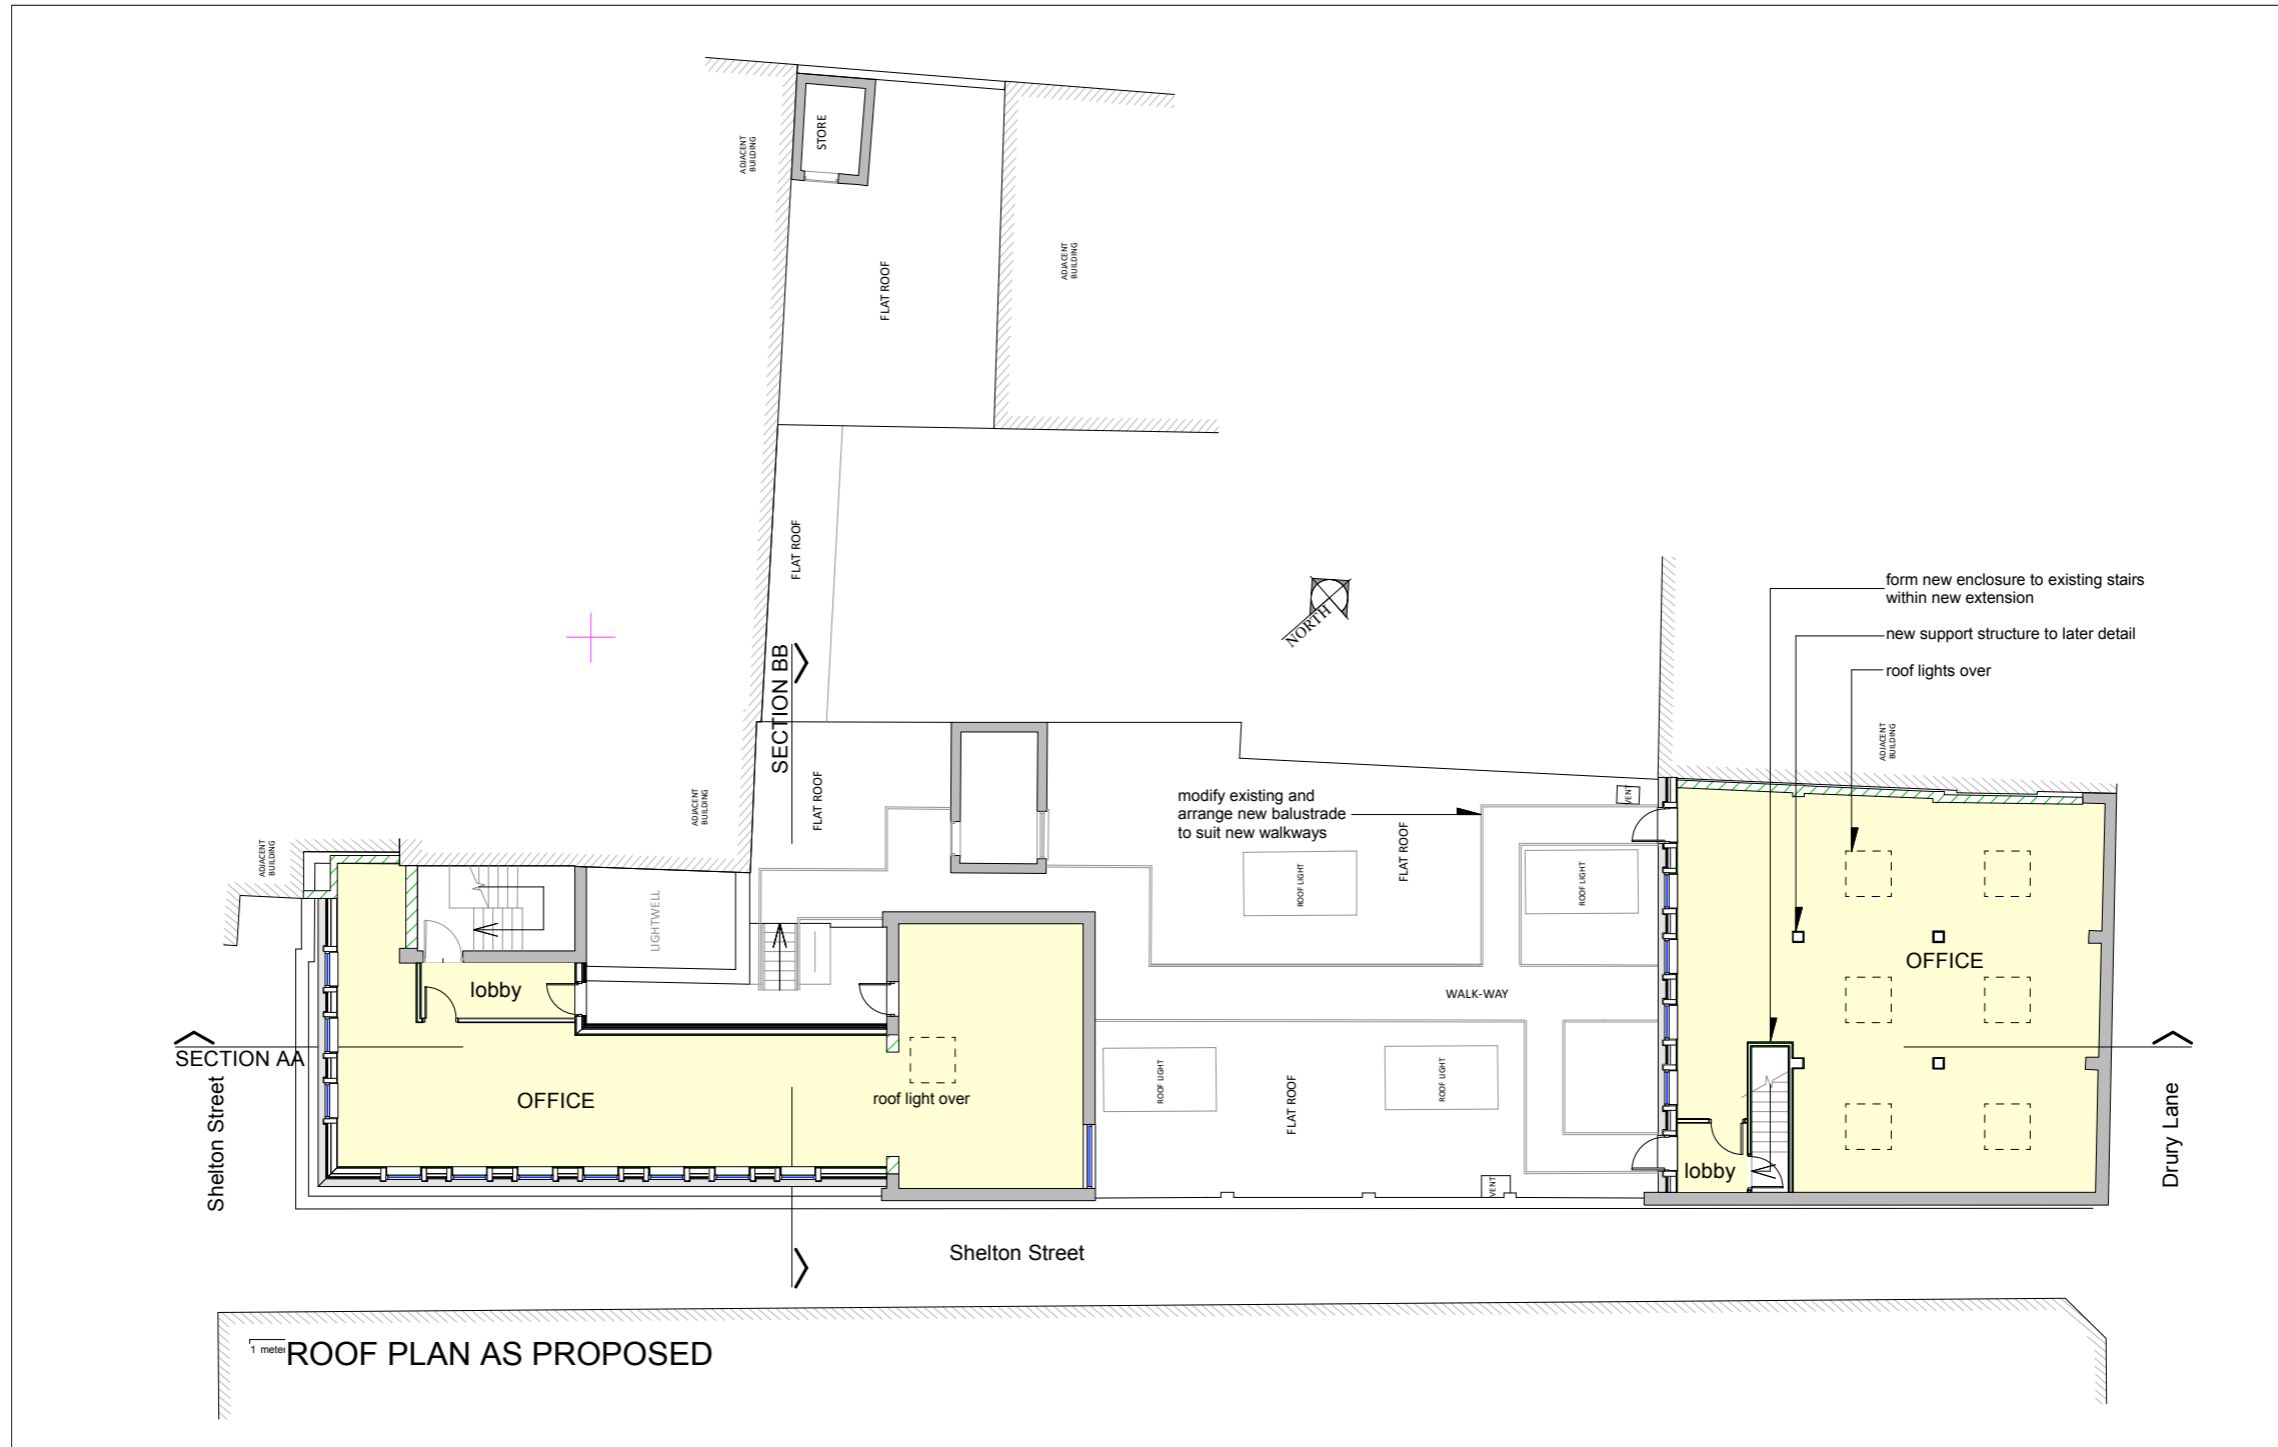 STORE
ADJACENT
BUILDING
FLAT ROOF
ADJACENT
BUILDING
FLAT ROOF
NORTH
form new enclosure to existing stairs
within new extension
new support structure to later detail
roof lights over
SECTION BB
ADJACENT
BUILDING
FLAT ROOF
ADJACENT
BUILDING
modify existing and
arrange new balustrade
to suit new walkways
VENT
FLAT ROOF
ROOF LIGHT
ROOF LIGHT
ADJACENT
BUILDING
LIGHTWELL
OFFICE
lobby
WALK-WAY
SECTION AA
Shelton Street
OFFICE
roof light over
ROOF LIGHT
ROOF LIGHT
FLAT ROOF
VENT
lobby
Drury Lane
Shelton Street
1 meter
ROOF PLAN AS PROPOSED